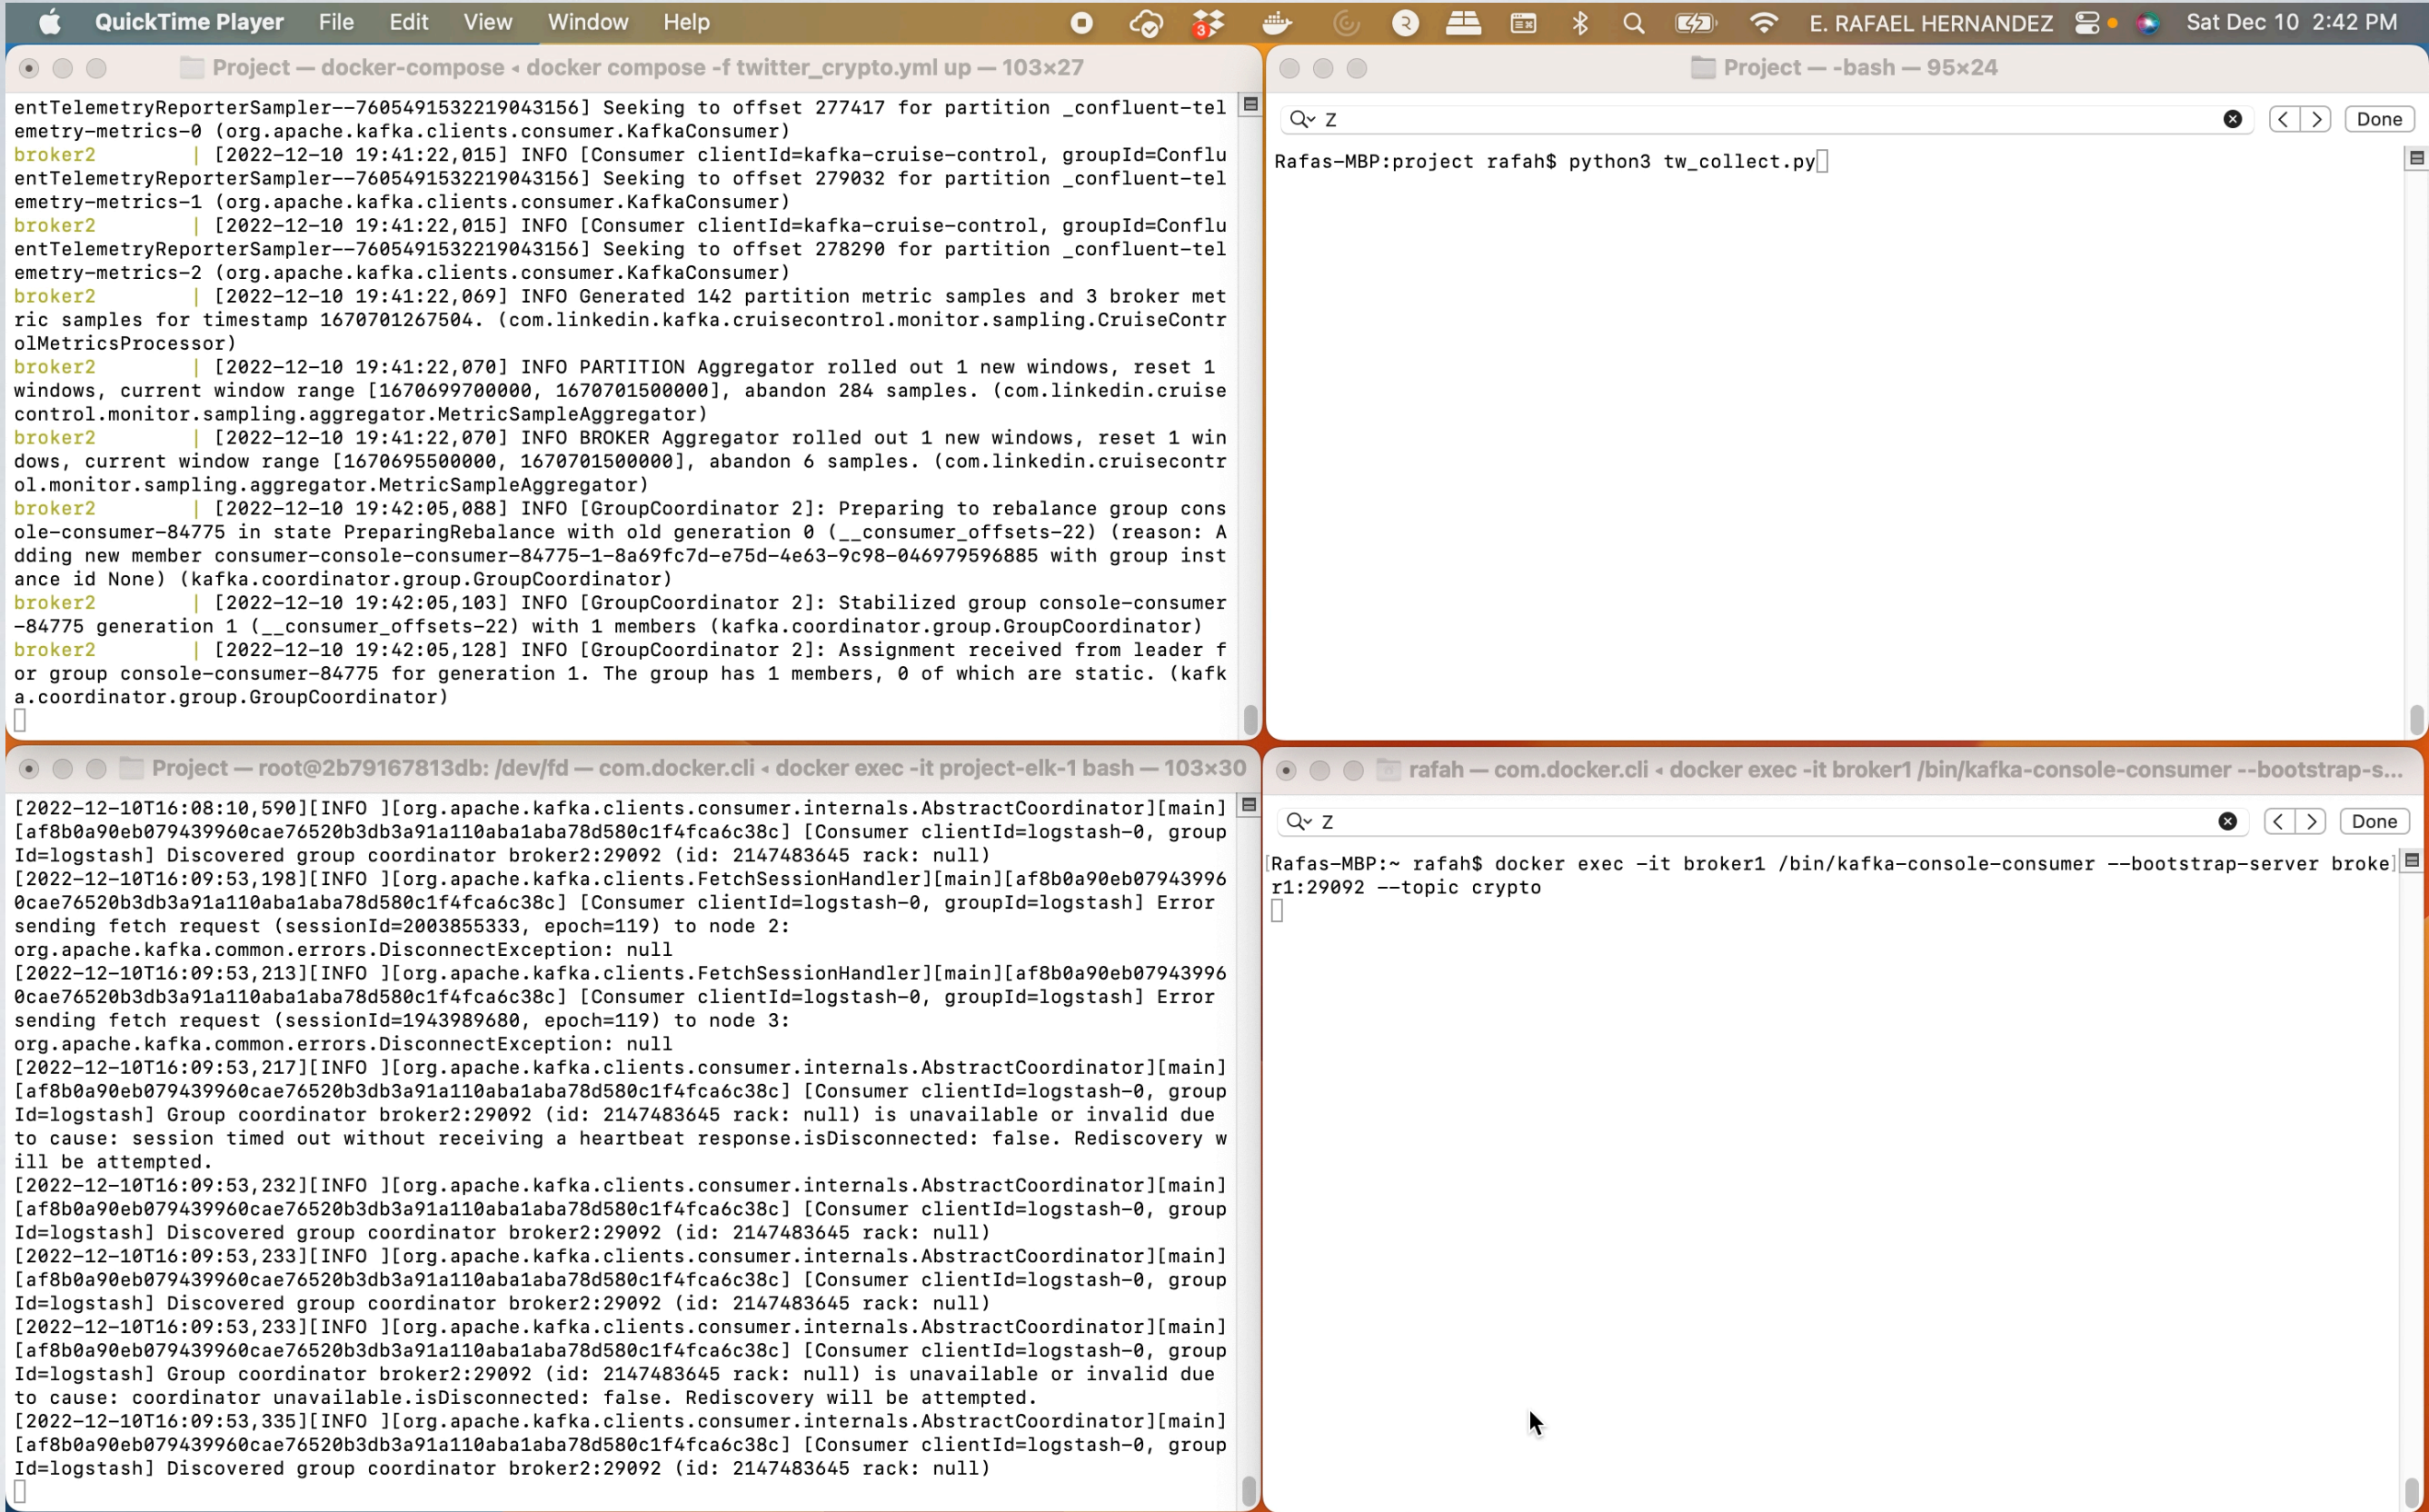 QuickTime Player File Edit View Window Help 3 R E. RAFAEL HERNANDEZ Sat Dec 10 2:42 PM
Project — docker-compose ◂ docker compose -f twitter_crypto.yml up — 103×27
entTelemetryReporterSampler--7605491532219043156] Seeking to offset 277417 for partition _confluent-tel
emetry-metrics-0 (org.apache.kafka.clients.consumer.KafkaConsumer)
broker2 | [2022-12-10 19:41:22,015] INFO [Consumer clientId=kafka-cruise-control, groupId=Conflu
entTelemetryReporterSampler--7605491532219043156] Seeking to offset 279032 for partition _confluent-tel
emetry-metrics-1 (org.apache.kafka.clients.consumer.KafkaConsumer)
broker2 | [2022-12-10 19:41:22,015] INFO [Consumer clientId=kafka-cruise-control, groupId=Conflu
entTelemetryReporterSampler--7605491532219043156] Seeking to offset 278290 for partition _confluent-tel
emetry-metrics-2 (org.apache.kafka.clients.consumer.KafkaConsumer)
broker2 | [2022-12-10 19:41:22,069] INFO Generated 142 partition metric samples and 3 broker met
ric samples for timestamp 1670701267504. (com.linkedin.kafka.cruisecontrol.monitor.sampling.CruiseContr
olMetricsProcessor)
broker2 | [2022-12-10 19:41:22,070] INFO PARTITION Aggregator rolled out 1 new windows, reset 1
windows, current window range [1670699700000, 1670701500000], abandon 284 samples. (com.linkedin.cruise
control.monitor.sampling.aggregator.MetricSampleAggregator)
broker2 | [2022-12-10 19:41:22,070] INFO BROKER Aggregator rolled out 1 new windows, reset 1 win
dows, current window range [1670695500000, 1670701500000], abandon 6 samples. (com.linkedin.cruisecontr
ol.monitor.sampling.aggregator.MetricSampleAggregator)
broker2 | [2022-12-10 19:42:05,088] INFO [GroupCoordinator 2]: Preparing to rebalance group cons
ole-consumer-84775 in state PreparingRebalance with old generation 0 (__consumer_offsets-22) (reason: A
dding new member consumer-console-consumer-84775-1-8a69fc7d-e75d-4e63-9c98-046979596885 with group inst
ance id None) (kafka.coordinator.group.GroupCoordinator)
broker2 | [2022-12-10 19:42:05,103] INFO [GroupCoordinator 2]: Stabilized group console-consumer
-84775 generation 1 (__consumer_offsets-22) with 1 members (kafka.coordinator.group.GroupCoordinator)
broker2 | [2022-12-10 19:42:05,128] INFO [GroupCoordinator 2]: Assignment received from leader f
or group console-consumer-84775 for generation 1. The group has 1 members, 0 of which are static. (kafk
a.coordinator.group.GroupCoordinator)
Project — -bash — 95×24
Z Done
Rafas-MBP:project rafah$ python3 tw_collect.py
Project — root@2b79167813db: /dev/fd — com.docker.cli ◂ docker exec -it project-elk-1 bash — 103×30
[2022-12-10T16:08:10,590][INFO ][org.apache.kafka.clients.consumer.internals.AbstractCoordinator][main]
[af8b0a90eb079439960cae76520b3db3a91a110aba1aba78d580c1f4fca6c38c] [Consumer clientId=logstash-0, group
Id=logstash] Discovered group coordinator broker2:29092 (id: 2147483645 rack: null)
[2022-12-10T16:09:53,198][INFO ][org.apache.kafka.clients.FetchSessionHandler][main][af8b0a90eb07943996
0cae76520b3db3a91a110aba1aba78d580c1f4fca6c38c] [Consumer clientId=logstash-0, groupId=logstash] Error
sending fetch request (sessionId=2003855333, epoch=119) to node 2:
org.apache.kafka.common.errors.DisconnectException: null
[2022-12-10T16:09:53,213][INFO ][org.apache.kafka.clients.FetchSessionHandler][main][af8b0a90eb07943996
0cae76520b3db3a91a110aba1aba78d580c1f4fca6c38c] [Consumer clientId=logstash-0, groupId=logstash] Error
sending fetch request (sessionId=1943989680, epoch=119) to node 3:
org.apache.kafka.common.errors.DisconnectException: null
[2022-12-10T16:09:53,217][INFO ][org.apache.kafka.clients.consumer.internals.AbstractCoordinator][main]
[af8b0a90eb079439960cae76520b3db3a91a110aba1aba78d580c1f4fca6c38c] [Consumer clientId=logstash-0, group
Id=logstash] Group coordinator broker2:29092 (id: 2147483645 rack: null) is unavailable or invalid due
to cause: session timed out without receiving a heartbeat response.isDisconnected: false. Rediscovery w
ill be attempted.
[2022-12-10T16:09:53,232][INFO ][org.apache.kafka.clients.consumer.internals.AbstractCoordinator][main]
[af8b0a90eb079439960cae76520b3db3a91a110aba1aba78d580c1f4fca6c38c] [Consumer clientId=logstash-0, group
Id=logstash] Discovered group coordinator broker2:29092 (id: 2147483645 rack: null)
[2022-12-10T16:09:53,233][INFO ][org.apache.kafka.clients.consumer.internals.AbstractCoordinator][main]
[af8b0a90eb079439960cae76520b3db3a91a110aba1aba78d580c1f4fca6c38c] [Consumer clientId=logstash-0, group
Id=logstash] Discovered group coordinator broker2:29092 (id: 2147483645 rack: null)
[2022-12-10T16:09:53,233][INFO ][org.apache.kafka.clients.consumer.internals.AbstractCoordinator][main]
[af8b0a90eb079439960cae76520b3db3a91a110aba1aba78d580c1f4fca6c38c] [Consumer clientId=logstash-0, group
Id=logstash] Group coordinator broker2:29092 (id: 2147483645 rack: null) is unavailable or invalid due
to cause: coordinator unavailable.isDisconnected: false. Rediscovery will be attempted.
[2022-12-10T16:09:53,335][INFO ][org.apache.kafka.clients.consumer.internals.AbstractCoordinator][main]
[af8b0a90eb079439960cae76520b3db3a91a110aba1aba78d580c1f4fca6c38c] [Consumer clientId=logstash-0, group
Id=logstash] Discovered group coordinator broker2:29092 (id: 2147483645 rack: null)
rafah — com.docker.cli ◂ docker exec -it broker1 /bin/kafka-console-consumer --bootstrap-s...
Z Done
[Rafas-MBP:~ rafah$ docker exec -it broker1 /bin/kafka-console-consumer --bootstrap-server broke]
r1:29092 --topic crypto